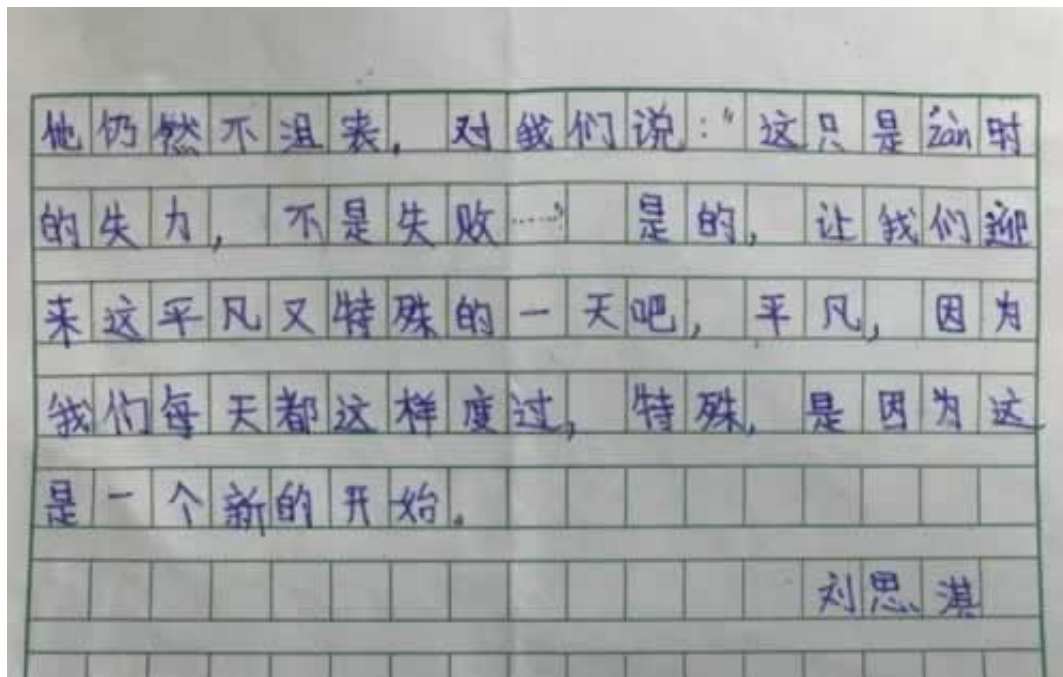 他仍然不沮丧，对我们说：“这只是zàn时
的失力，不是失败……” 是的，让我们迎
来这平凡又特殊的一天吧，平凡，因为
我们每天都这样度过，特殊，是因为这
是一个新的开始。
刘思淇